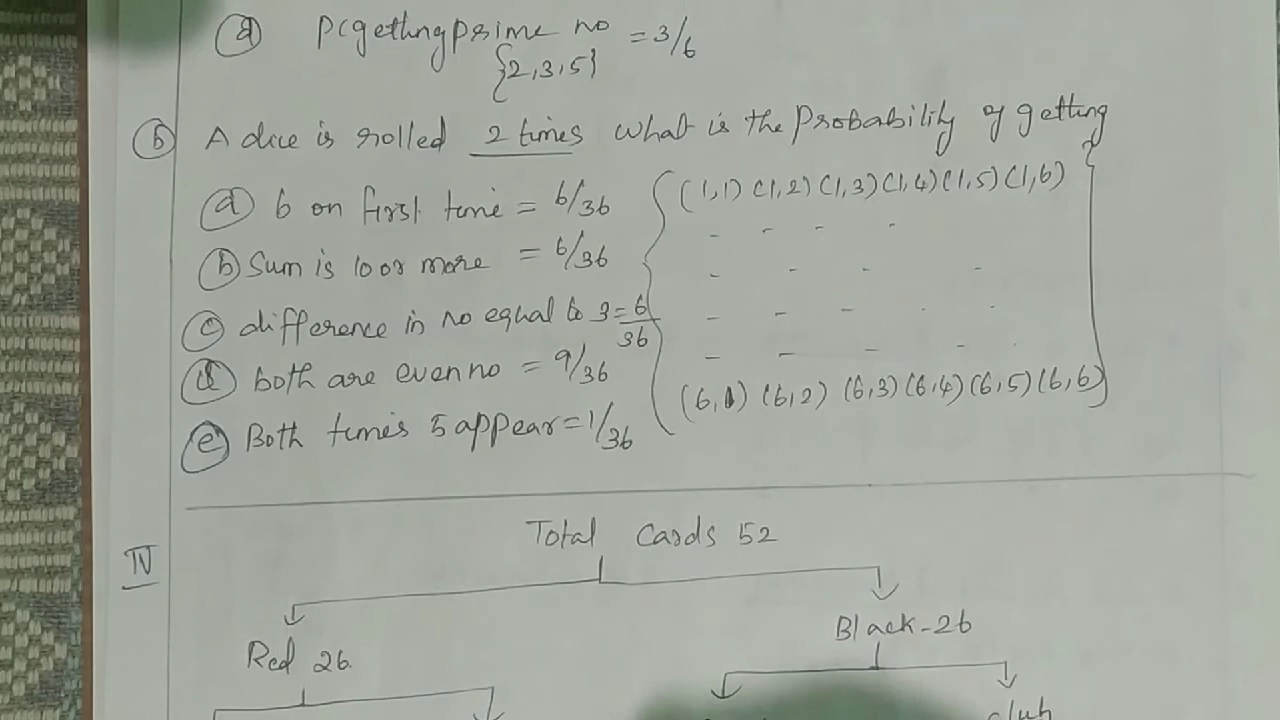 (a) P(getting prime no = 3/6
{2,3,5}
(b) A dice is rolled 2 times what is the Probability of getting
(a) 6 on first time = 6/36
(b) Sum is 10 or more = 6/36
(c) difference in no equal to 3 = 6/36
(d) both are even no = 9/36
(e) Both times 5 appear = 1/36
{ (1,1) (1,2) (1,3) (1,4) (1,5) (1,6)
- - - -
- - - -
- - - - -
- - - - -
(6,1) (6,2) (6,3) (6,4) (6,5) (6,6) }
IV
Total Cards 52
Red 26
Black-26
club